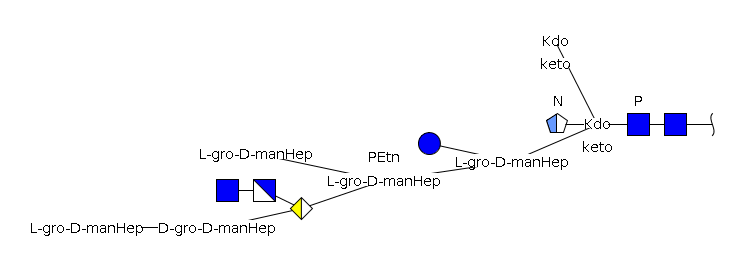 Kdo
keto
N
P
Kdo
keto
L-gro-D-manHep
PEtn
L-gro-D-manHep
L-gro-D-manHep
L-gro-D-manHep
D-gro-D-manHep